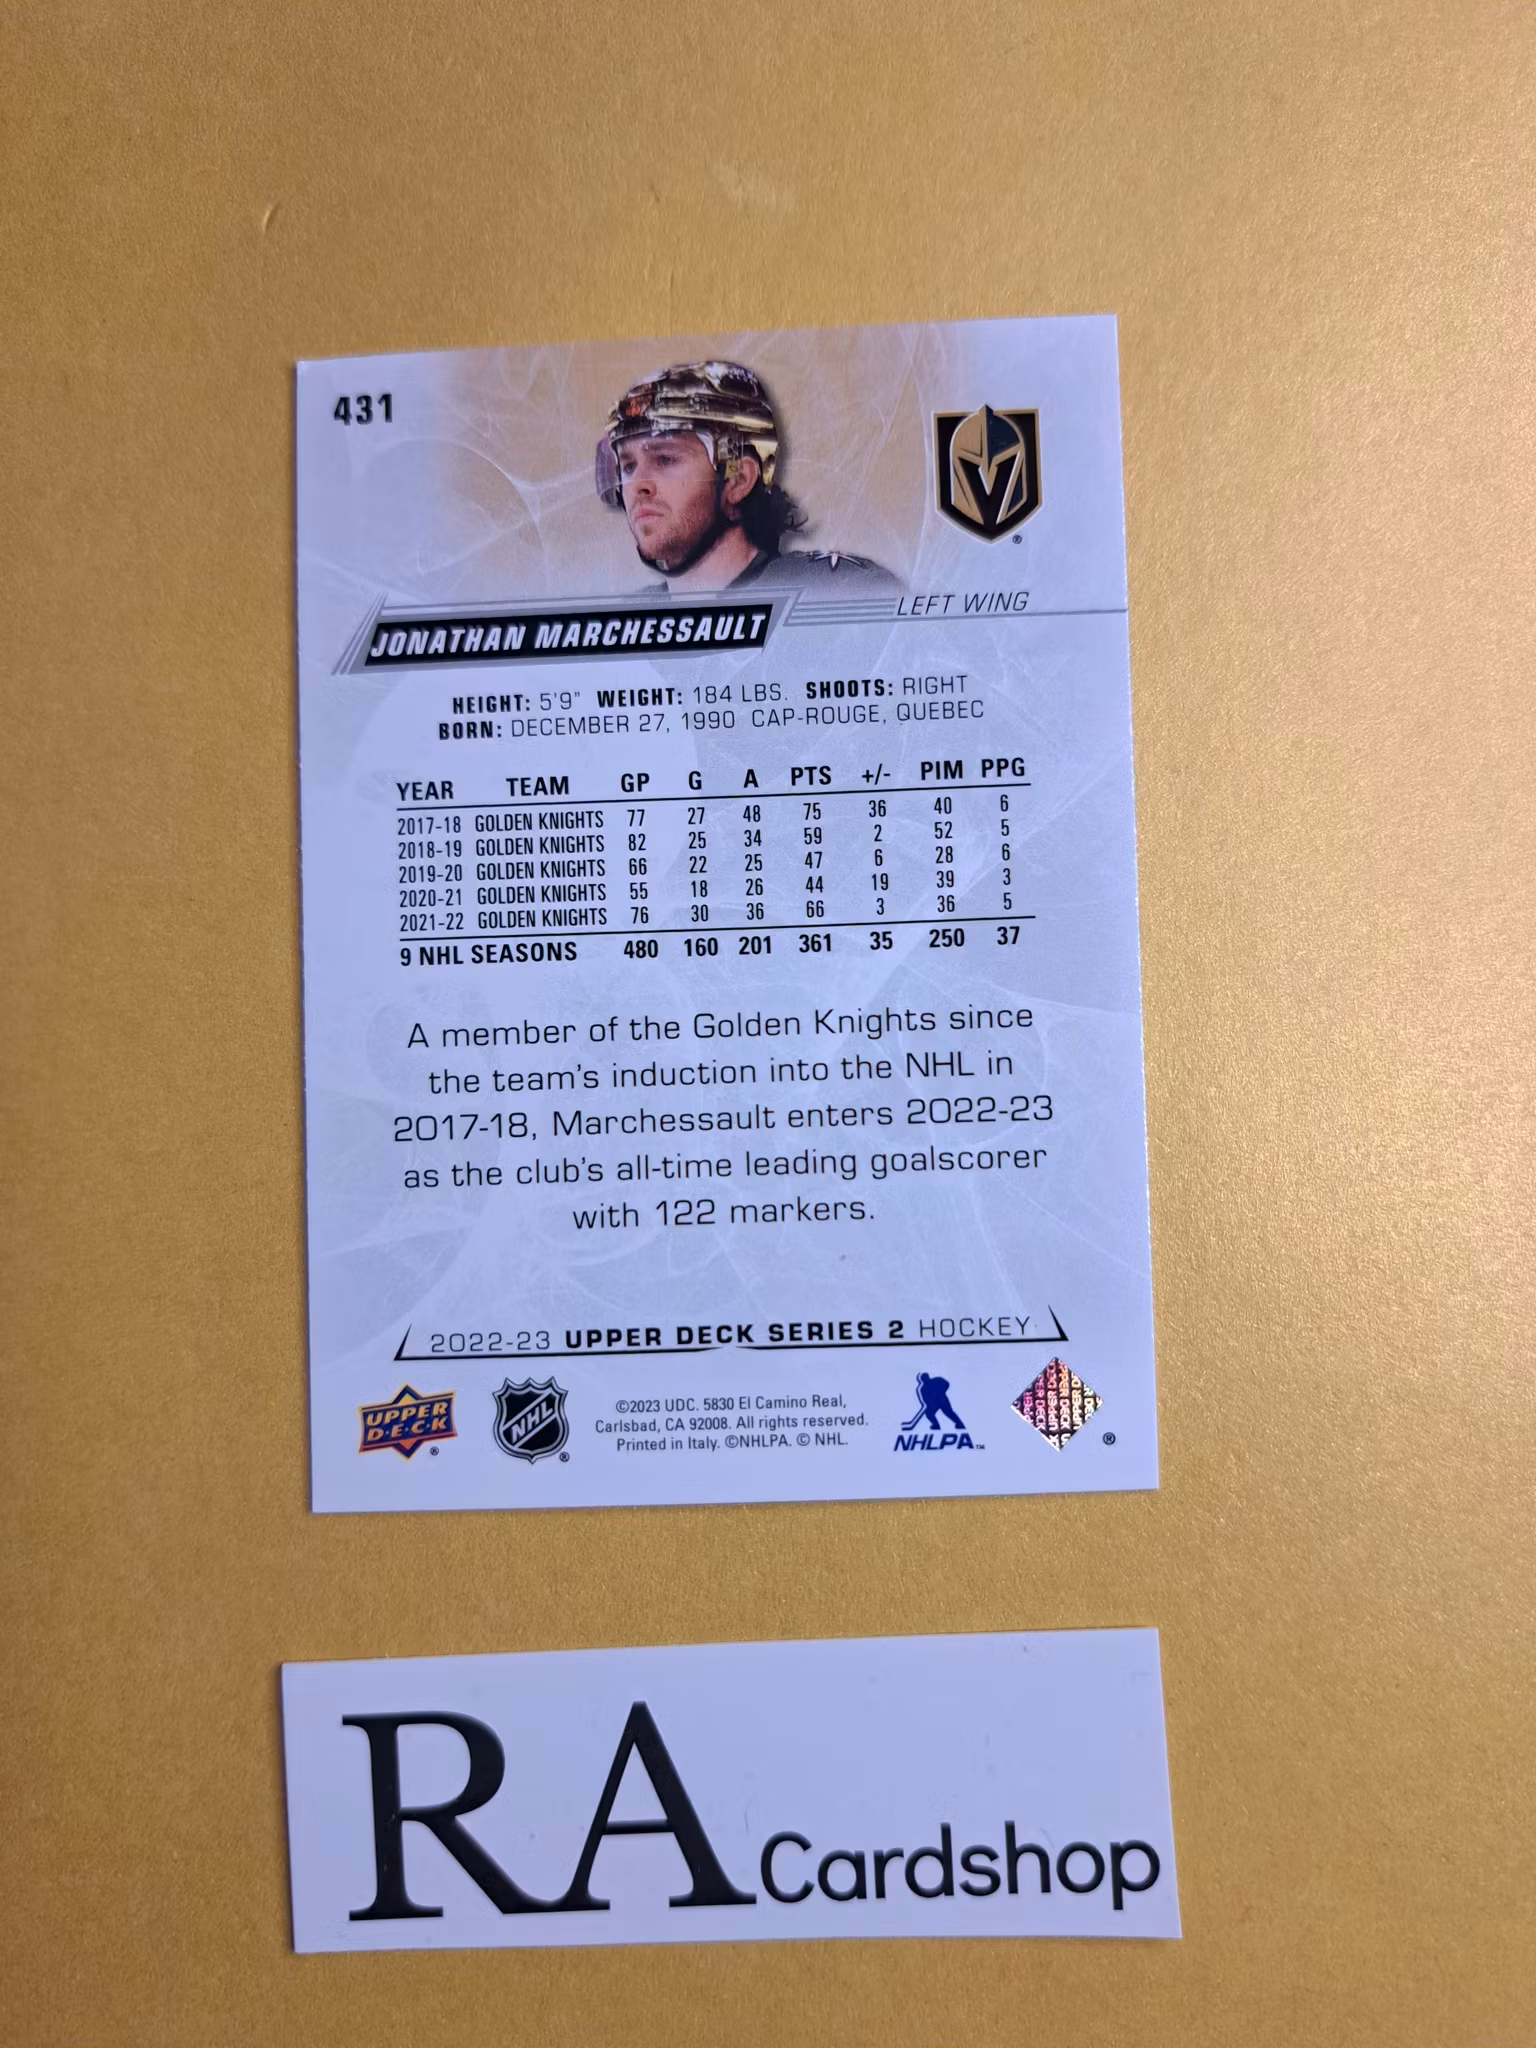 431
LEFT WING
JONATHAN MARCHESSAULT
HEIGHT: 5'9" WEIGHT: 184 LBS. SHOOTS: RIGHT
BORN: DECEMBER 27, 1990 CAP-ROUGE, QUEBEC
YEAR TEAM GP G A PTS +/- PIM PPG
2017-18 GOLDEN KNIGHTS 77 27 48 75 36 40 6
2018-19 GOLDEN KNIGHTS 82 25 34 59 2 52 5
2019-20 GOLDEN KNIGHTS 66 22 25 47 6 28 6
2020-21 GOLDEN KNIGHTS 55 18 26 44 19 39 3
2021-22 GOLDEN KNIGHTS 76 30 36 66 3 36 5
9 NHL SEASONS 480 160 201 361 35 250 37
A member of the Golden Knights since
the team's induction into the NHL in
2017-18, Marchessault enters 2022-23
as the club's all-time leading goalscorer
with 122 markers.
2022-23 UPPER DECK SERIES 2 HOCKEY
UPPER
D·E·C·K
®
NHL
®
©2023 UDC. 5830 El Camino Real,
Carlsbad, CA 92008. All rights reserved.
Printed in Italy. ©NHLPA. © NHL.
NHLPA™
®
RA Cardshop